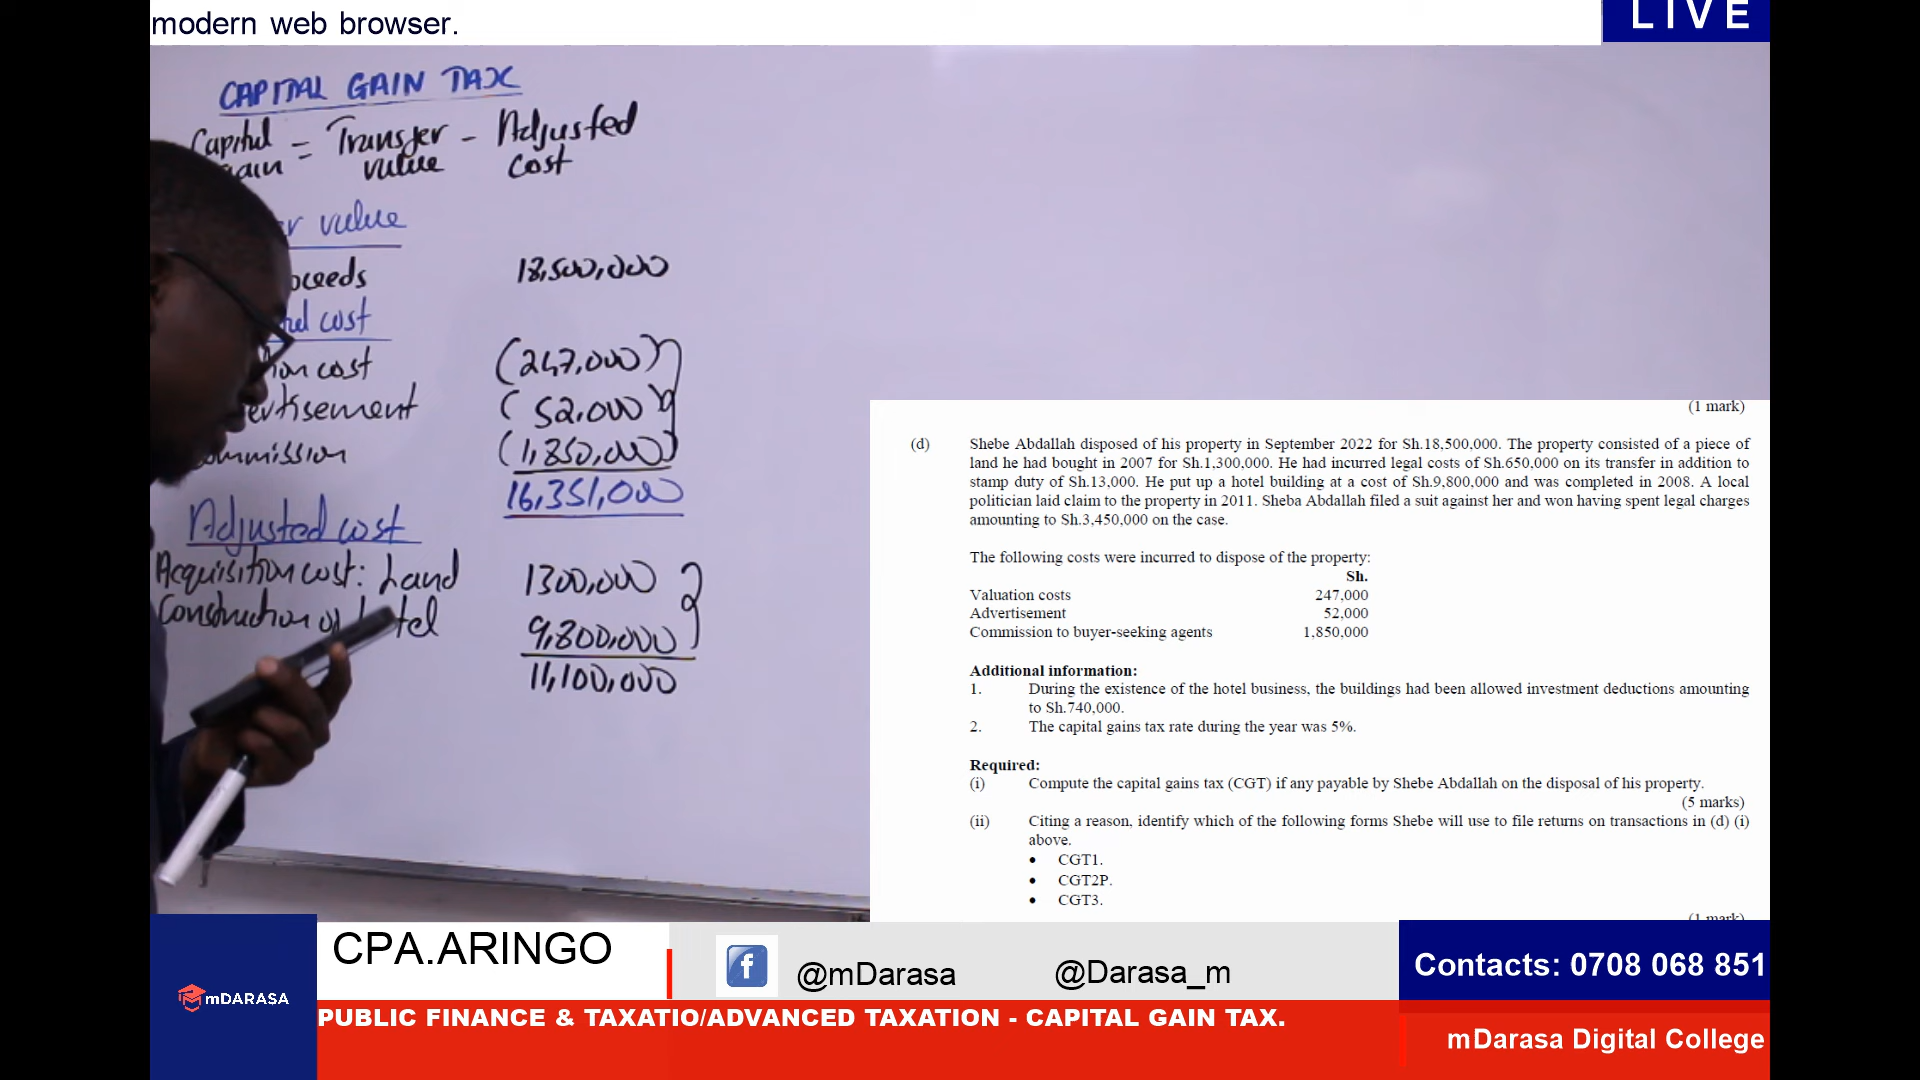 modern web browser.
LIVE
CAPITAL GAIN TAX
Capital gain = Transfer value - Adjusted cost
value
18,500,000
cost
cost (247,000)
(52,000)
(1,850,000)
16,351,000
Adjusted cost
Acquisition cost: Land 1300,000
Construction of 9,800,000
11,100,000
(1 mark)
(d) Shebe Abdallah disposed of his property in September 2022 for Sh.18,500,000. The property consisted of a piece of
land he had bought in 2007 for Sh.1,300,000. He had incurred legal costs of Sh.650,000 on its transfer in addition to
stamp duty of Sh.13,000. He put up a hotel building at a cost of Sh.9,800,000 and was completed in 2008. A local
politician laid claim to the property in 2011. Sheba Abdallah filed a suit against her and won having spent legal charges
amounting to Sh.3,450,000 on the case.
The following costs were incurred to dispose of the property:
Sh.
Valuation costs 247,000
Advertisement 52,000
Commission to buyer-seeking agents 1,850,000
Additional information:
1. During the existence of the hotel business, the buildings had been allowed investment deductions amounting
to Sh.740,000.
2. The capital gains tax rate during the year was 5%.
Required:
(i) Compute the capital gains tax (CGT) if any payable by Shebe Abdallah on the disposal of his property.
(5 marks)
(ii) Citing a reason, identify which of the following forms Shebe will use to file returns on transactions in (d) (i)
above.
• CGT1.
• CGT2P.
• CGT3.
(1 mark)
CPA.ARINGO
f @mDarasa @Darasa_m
Contacts: 0708 068 851
mDARASA
PUBLIC FINANCE & TAXATIO/ADVANCED TAXATION - CAPITAL GAIN TAX.
mDarasa Digital College